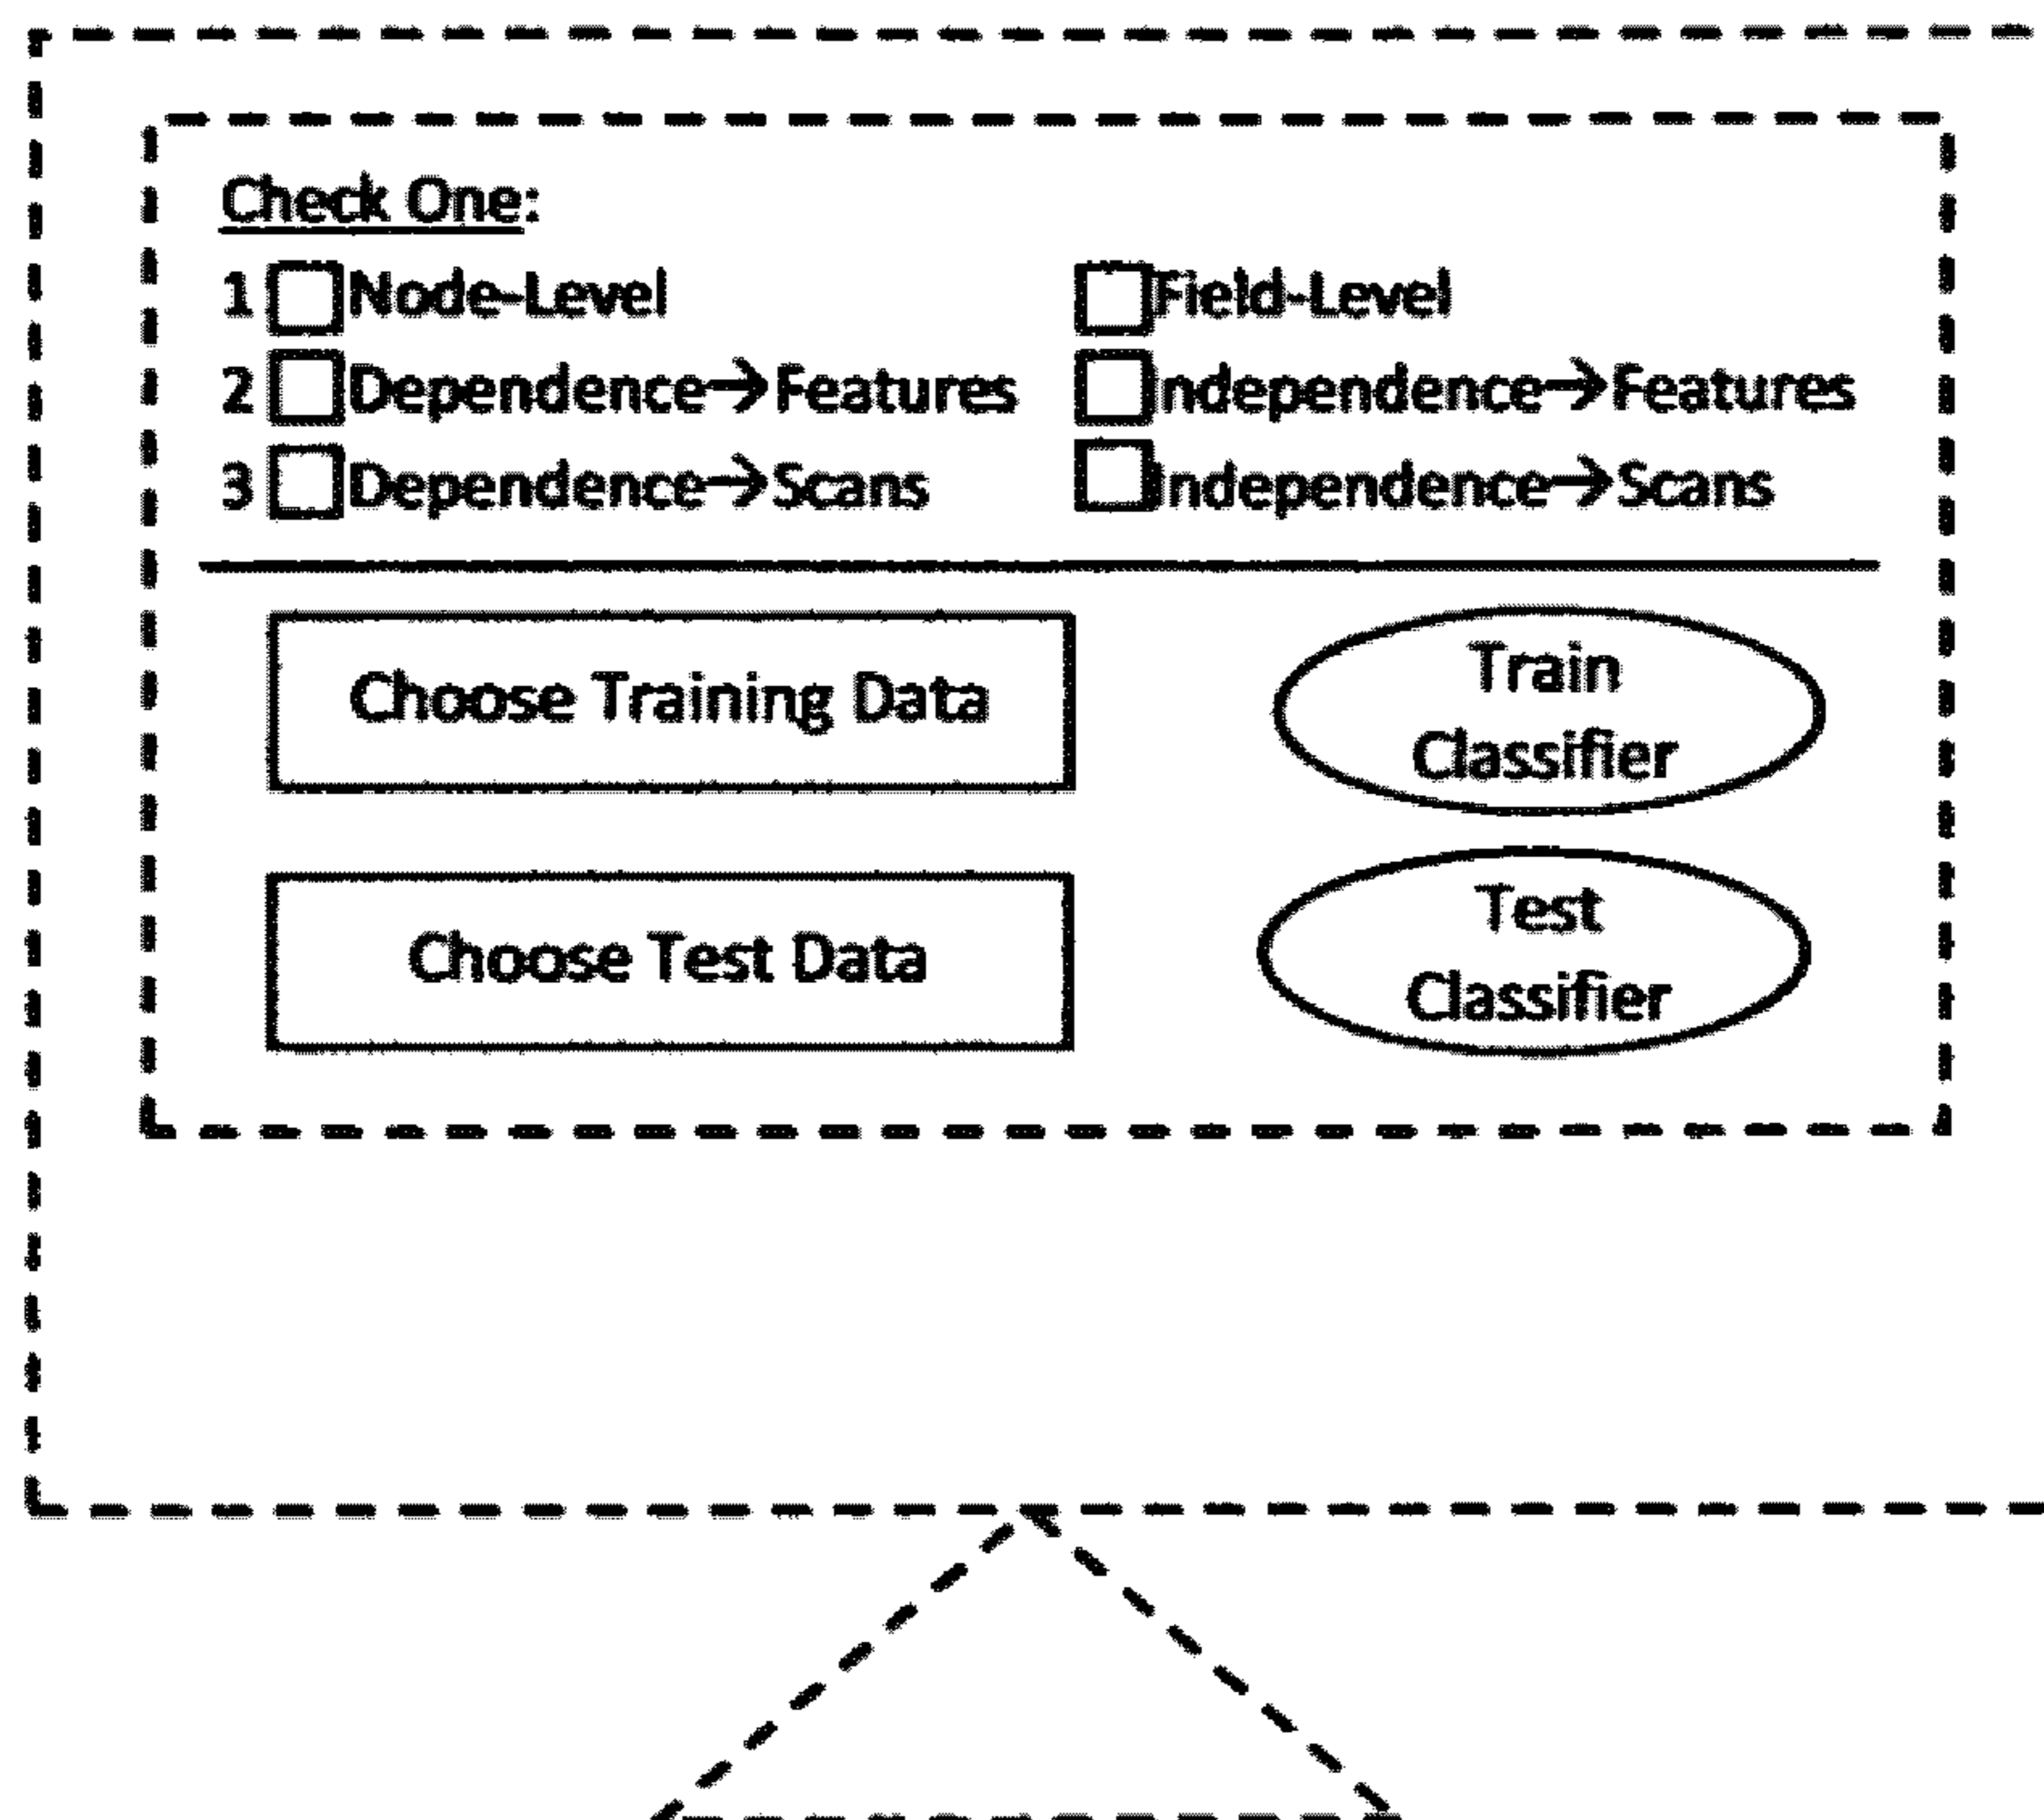 Check One:
1 Node-Level Field-Level
2 Dependence→Features Independence→Features
3 Dependence→Scans Independence→Scans
Choose Training Data
Train
Classifier
Choose Test Data
Test
Classifier